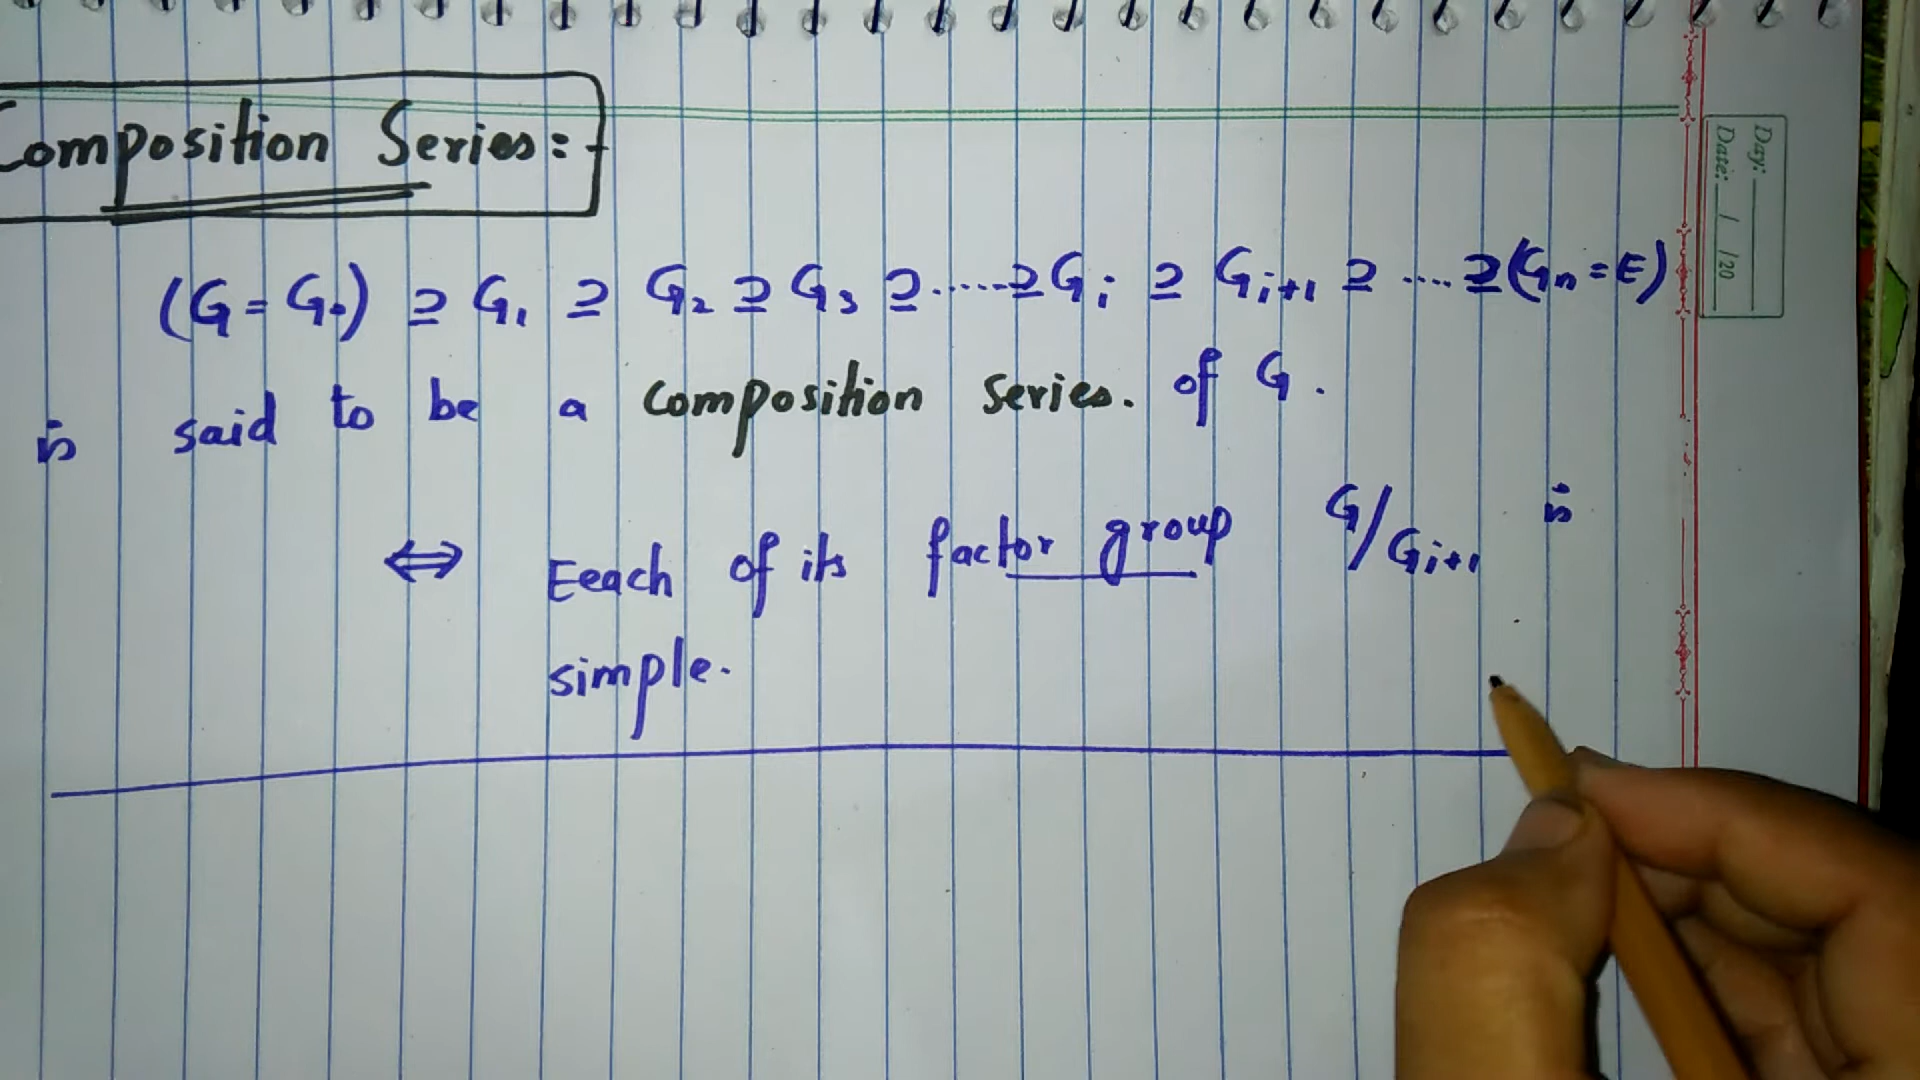 Composition Series:-
(G = G₀) ⊇ G₁ ⊇ G₂ ⊇ G₃ ⊇ ..... ⊇ Gᵢ ⊇ Gᵢ₊₁ ⊇ .... ⊇ (Gₙ = E)
is said to be a composition series. of G.
⇔ Eeach of its factor group G/Gᵢ₊₁ is
simple.
Day:
Date: / /20